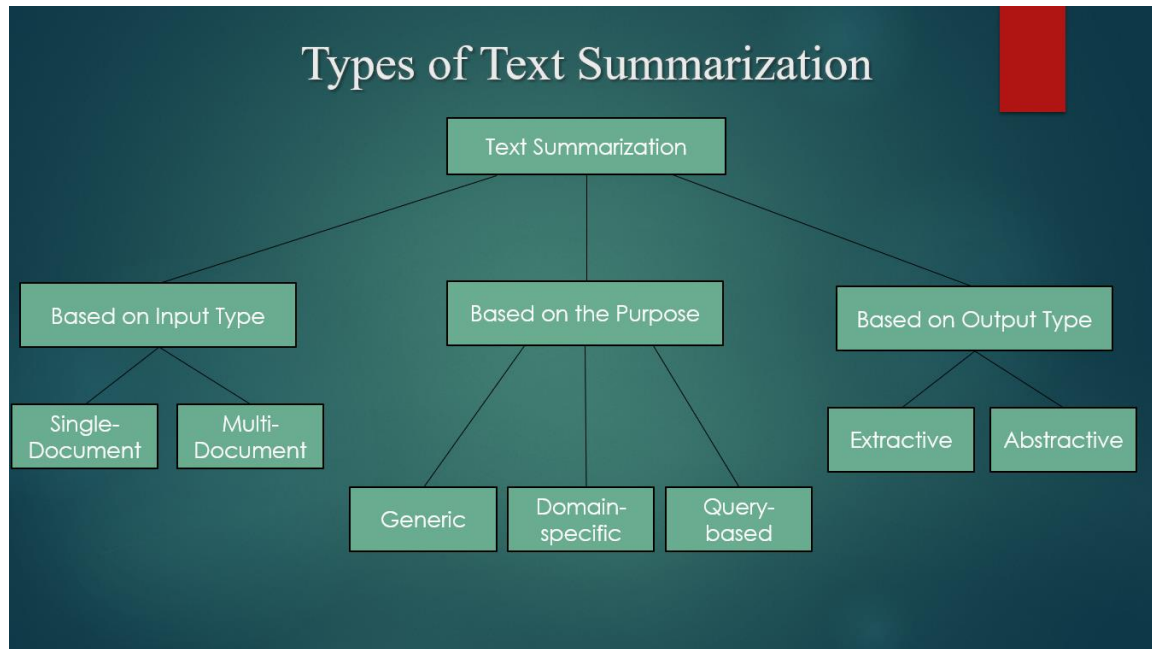 Types of Text Summarization
Text Summarization
Based on Input Type
Based on the Purpose
Based on Output Type
Single-
Document
Multi-
Document
Extractive
Abstractive
Generic
Domain-
specific
Query-
based